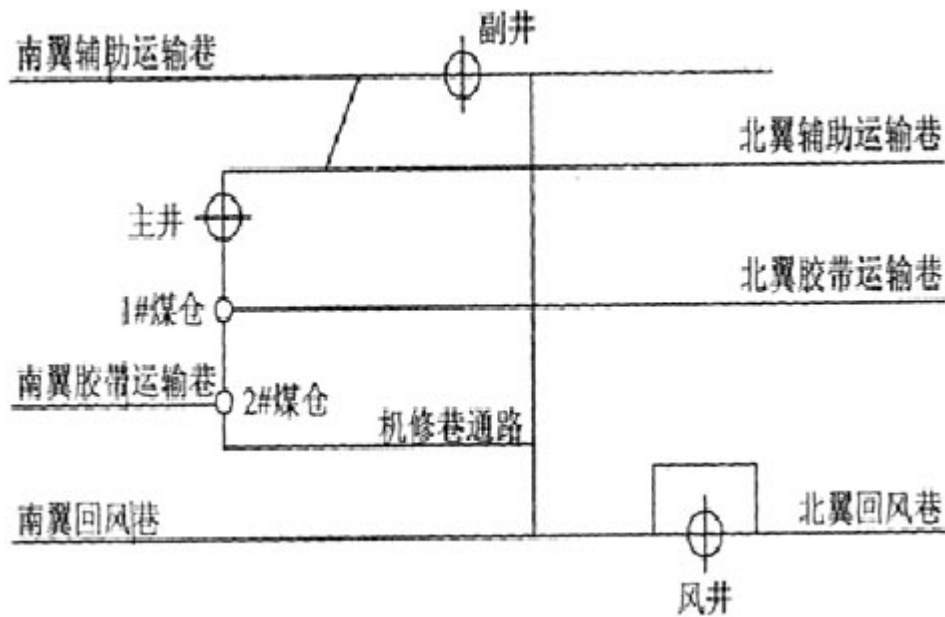 副井
南翼辅助运输巷
北翼辅助运输巷
主井
北翼胶带运输巷
1#煤仓
南翼胶带运输巷
2#煤仓
机修巷通路
南翼回风巷
北翼回风巷
风井